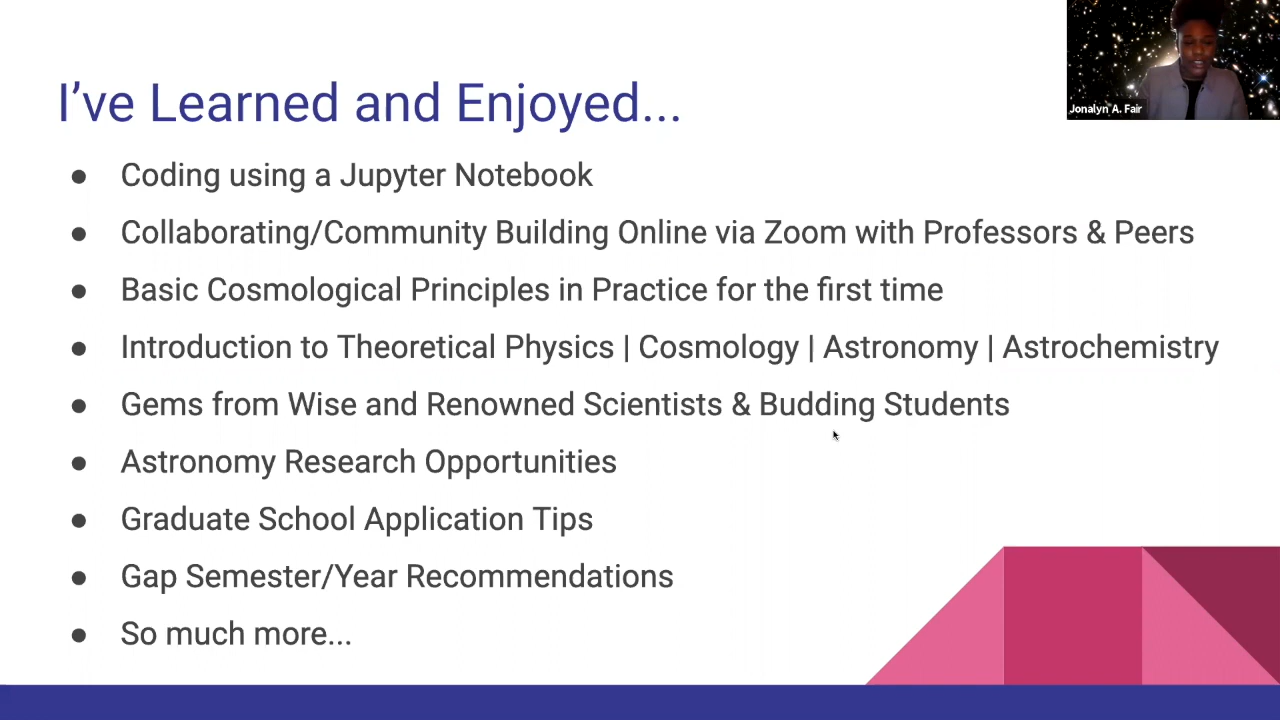 Jonalyn A. Fair
I've Learned and Enjoyed...
● Coding using a Jupyter Notebook
● Collaborating/Community Building Online via Zoom with Professors & Peers
● Basic Cosmological Principles in Practice for the first time
● Introduction to Theoretical Physics | Cosmology | Astronomy | Astrochemistry
● Gems from Wise and Renowned Scientists & Budding Students
● Astronomy Research Opportunities
● Graduate School Application Tips
● Gap Semester/Year Recommendations
● So much more...